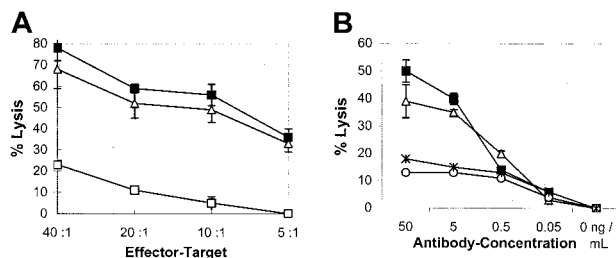 A
80
70
60
50
40
30
20
10
0
% Lysis
40 :1 20 :1 10 :1 5 :1
Effector-Target
B
60
50
40
30
20
10
0
% Lysis
50 5 0.5 0.05 0 ng /
Antibody-Concentration mL